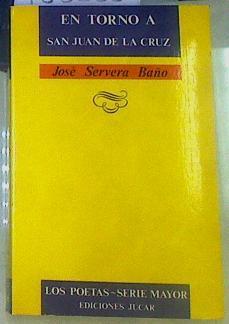 EN TORNO A
SAN JUAN DE LA CRUZ
José Servera Baño
LOS POETAS-SERIE MAYOR
EDICIONES JUCAR